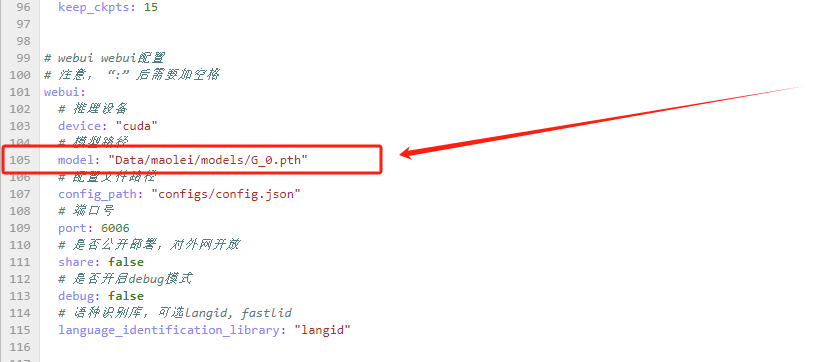 96 keep_ckpts: 15
97
98
99 # webui webui配置
100 # 注意，“:” 后需要加空格
101 webui:
102 # 推理设备
103 device: "cuda"
104 # 模型路径
105 model: "Data/maolei/models/G_0.pth"
106 # 配置文件路径
107 config_path: "configs/config.json"
108 # 端口号
109 port: 6006
110 # 是否公开部署，对外网开放
111 share: false
112 # 是否开启debug模式
113 debug: false
114 # 语种识别库，可选langid, fastlid
115 language_identification_library: "langid"
116